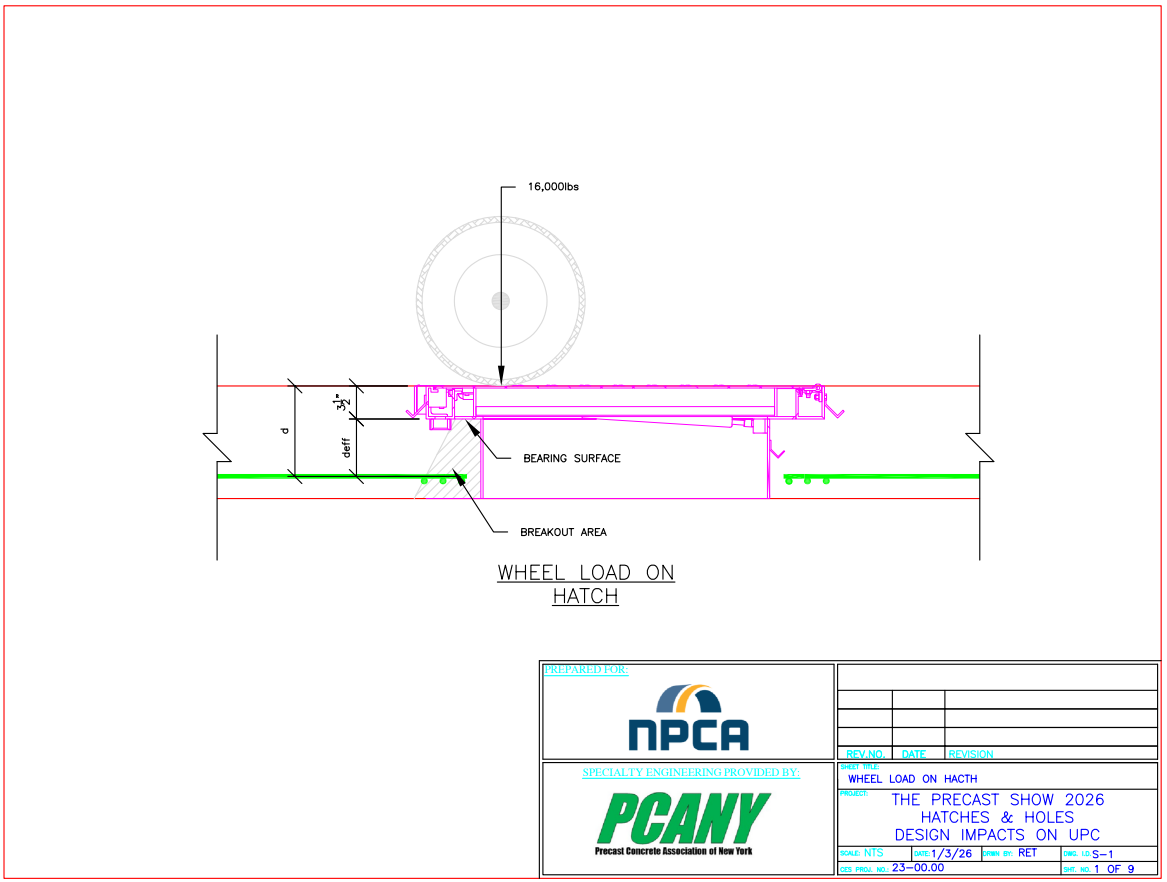 16,000lbs
3 1/2"
d
deff
BEARING SURFACE
BREAKOUT AREA
WHEEL LOAD ON
HATCH
PREPARED FOR:
NPCA
SPECIALTY ENGINEERING PROVIDED BY:
PCANY
Precast Concrete Association of New York
REV.NO. DATE REVISION
SHEET TITLE:
WHEEL LOAD ON HACTH
PROJECT:
THE PRECAST SHOW 2026
HATCHES & HOLES
DESIGN IMPACTS ON UPC
SCALE: NTS DATE: 1/3/26 DRWN BY: RET DWG. I.D. S-1
CES PROJ. NO.: 23-00.00 SHT. NO. 1 OF 9